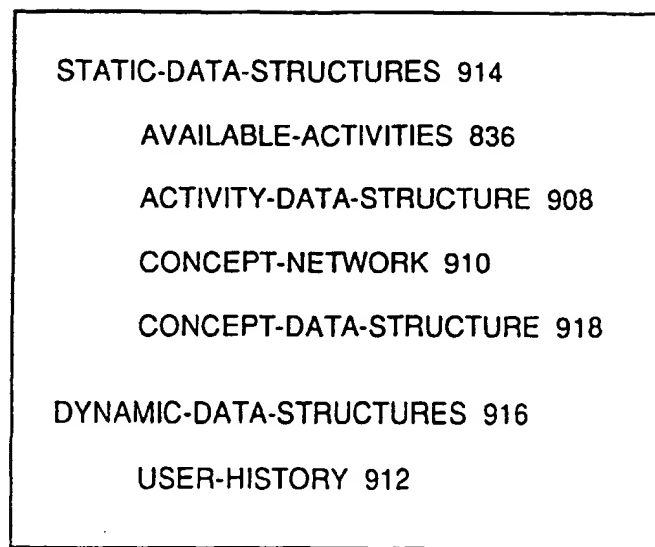 STATIC-DATA-STRUCTURES 914
AVAILABLE-ACTIVITIES 836
ACTIVITY-DATA-STRUCTURE 908
CONCEPT-NETWORK 910
CONCEPT-DATA-STRUCTURE 918
DYNAMIC-DATA-STRUCTURES 916
USER-HISTORY 912